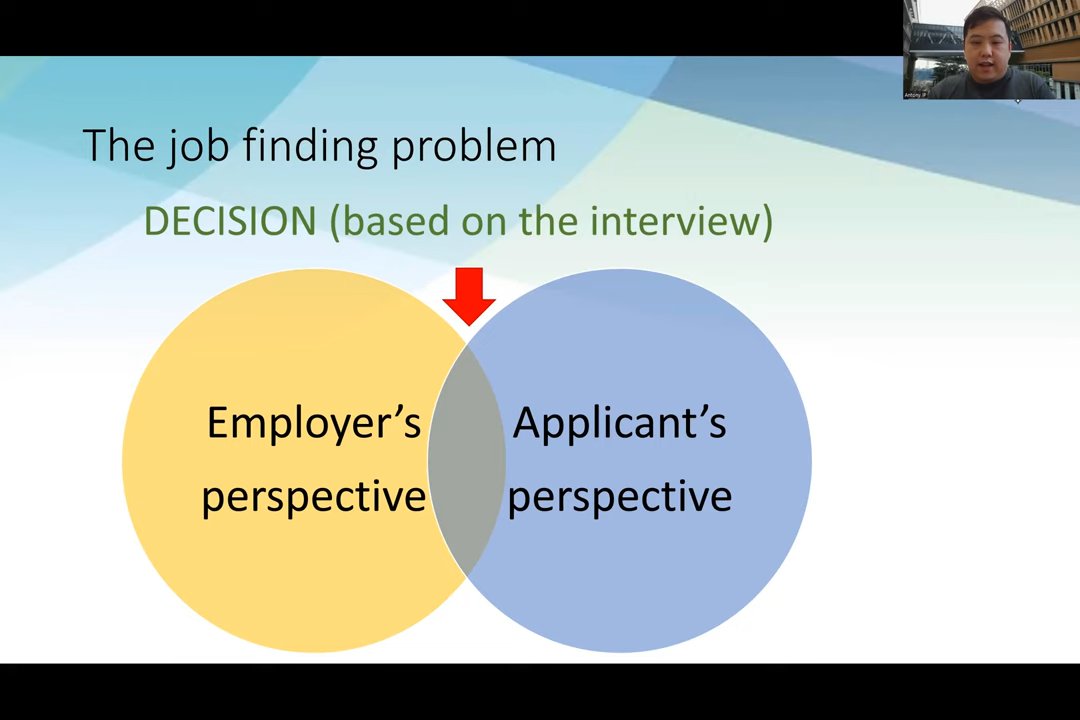 The job finding problem
DECISION (based on the interview)
Employer’s
perspective
Applicant’s
perspective